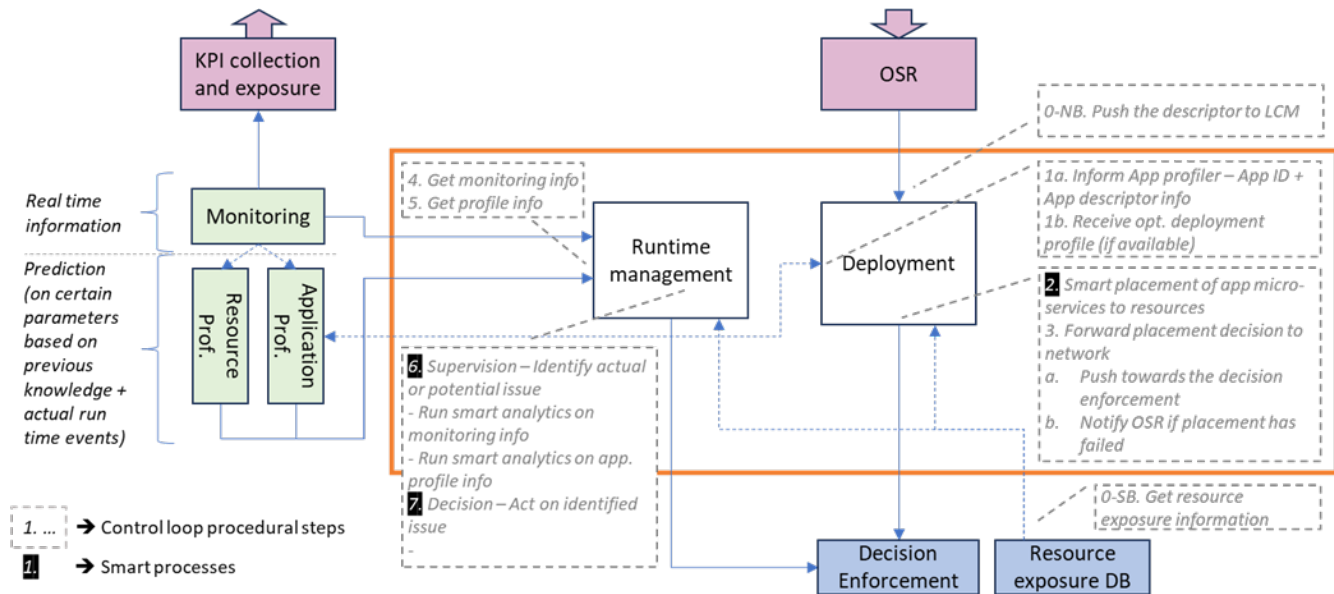 KPI collection
and exposure
OSR
0-NB. Push the descriptor to LCM
Real time
information
Monitoring
4. Get monitoring info
5. Get profile info
Runtime
management
Deployment
1a. Inform App profiler – App ID +
App descriptor info
1b. Receive opt. deployment
profile (if available)
Prediction
(on certain
parameters
based on
previous
knowledge +
actual run
time events)
Resource
Prof.
Application
Prof.
2. Smart placement of app micro-
services to resources
3. Forward placement decision to
network
a. Push towards the decision
enforcement
b. Notify OSR if placement has
failed
6. Supervision – Identify actual
or potential issue
- Run smart analytics on
monitoring info
- Run smart analytics on app.
profile info
7. Decision – Act on identified
issue
-
0-SB. Get resource
exposure information
1. ... ➔ Control loop procedural steps
1. ➔ Smart processes
Decision
Enforcement
Resource
exposure DB